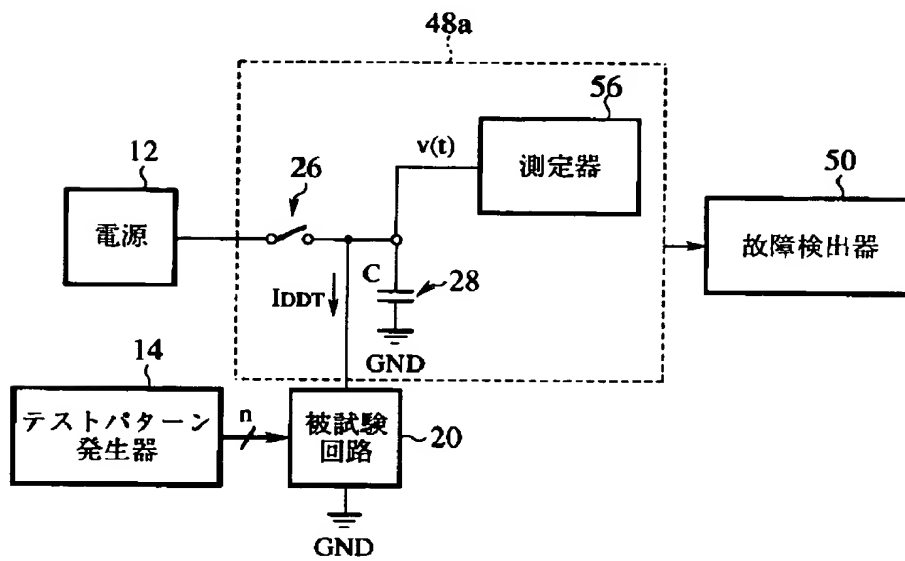 48a
56
測定器
v(t)
12
電源
26
50
故障検出器
C
28
IDDT
GND
14
テストパターン
発生器
n
被試験
回路
20
GND